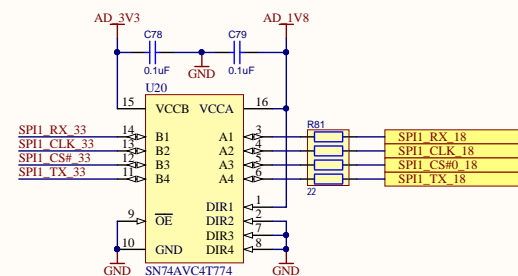 AD_3V3 AD_1V8
C78 C79
0.1uF GND 0.1uF
U20
15 VCCB VCCA 16
R81
SPI1_RX_33 14 B1 A1 3 SPI1_RX_18
SPI1_CLK_33 13 B2 A2 4 SPI1_CLK_18
SPI1_CS#_33 12 B3 A3 5 SPI1_CS#0_18
SPI1_TX_33 11 B4 A4 6 SPI1_TX_18
22
DIR1 1
9 OE DIR2 2
DIR3 7
10 GND DIR4 8
GND SN74AVC4T774 GND